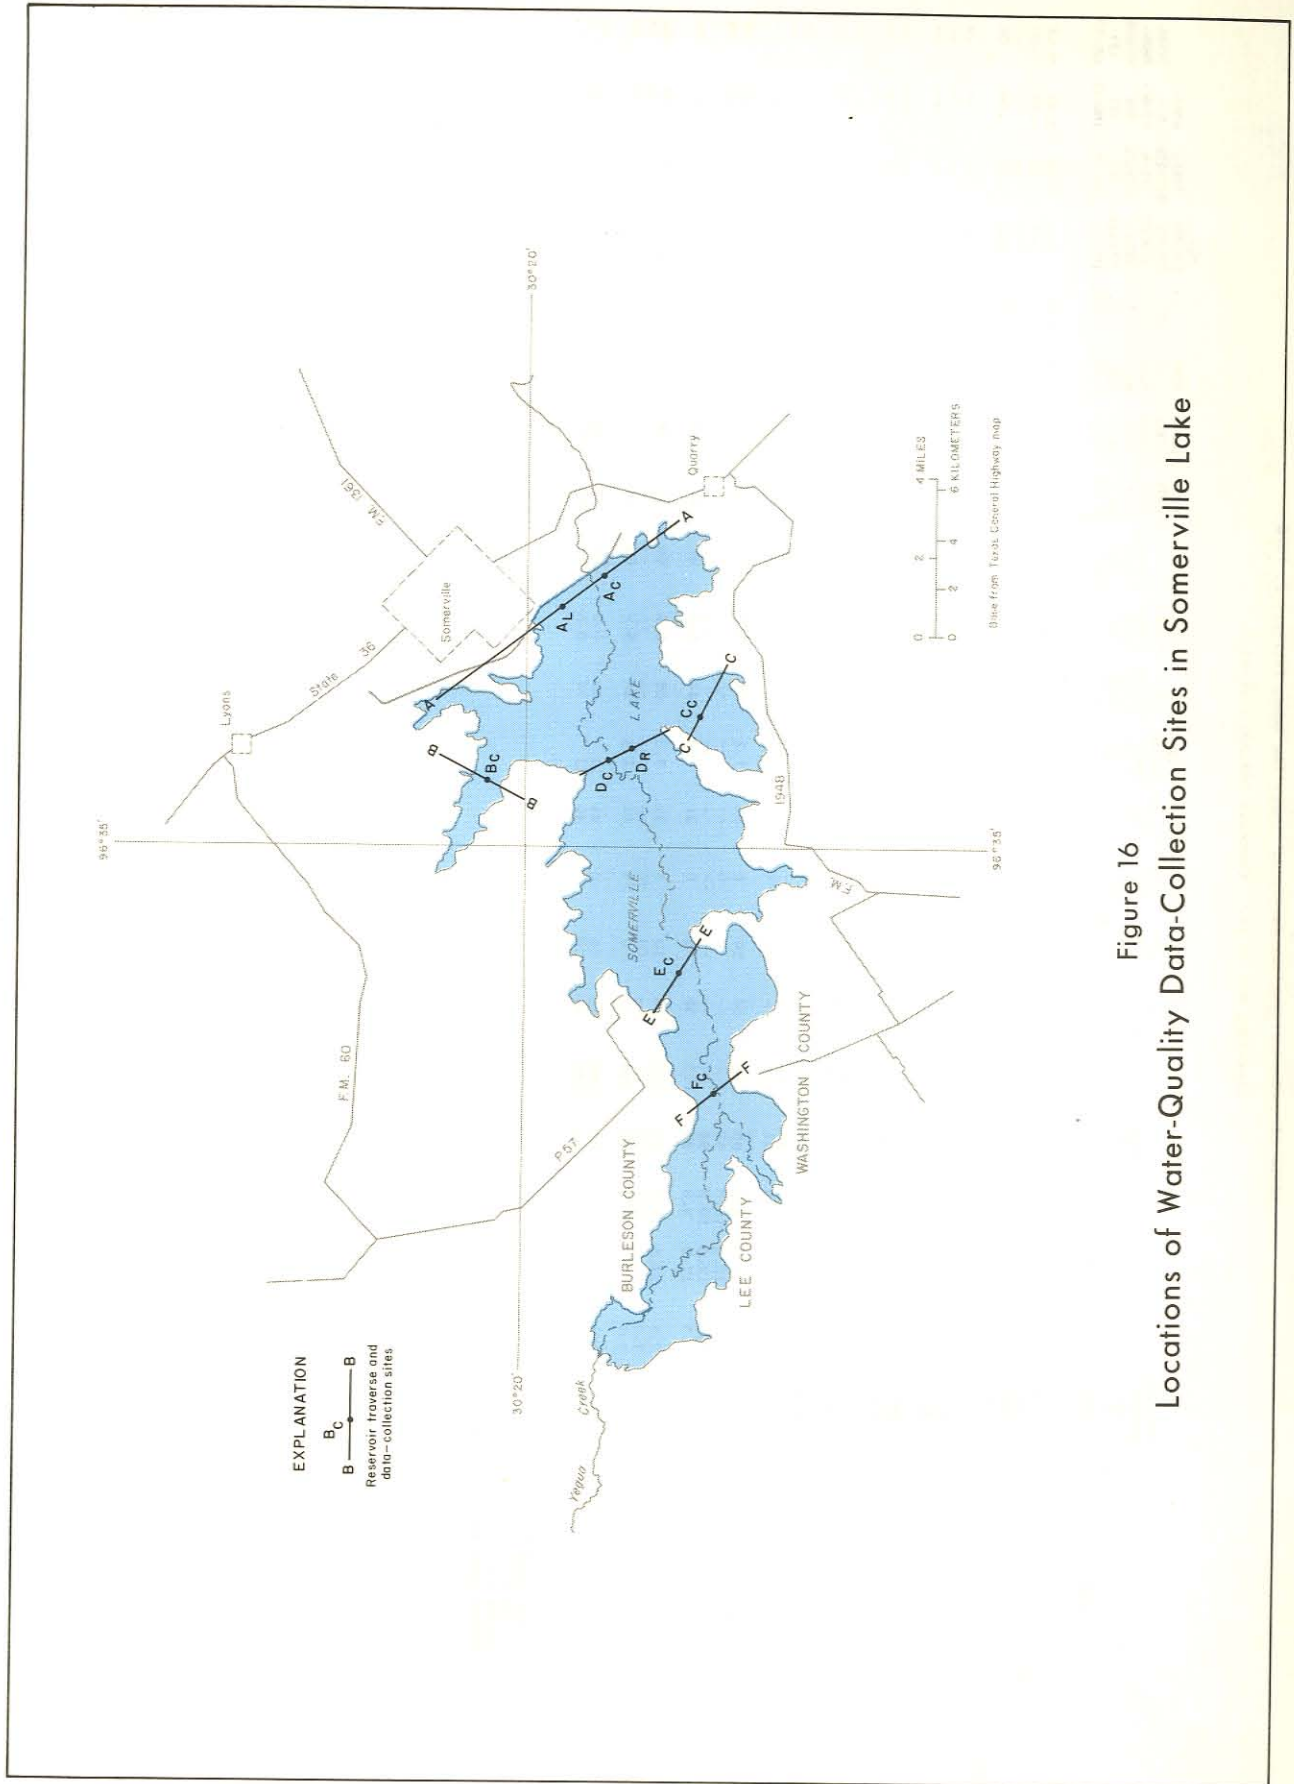 EXPLANATION
B BC B
Reservoir traverse and
data-collection sites
96°35'
Lyons
State 36
F.M. 1361
Somerville
F.M. 60
30°20'
30°20'
P 57
Yegua Creek
BURLESON COUNTY
LEE COUNTY
WASHINGTON COUNTY
SOMERVILLE LAKE
A
AL
AC
A
B
BC
B
C
CC
C
DC
DR
E
EC
E
F
FC
F
Quarry
F.M. 1948
96°35'
0 2 4 MILES
0 2 4 6 KILOMETERS
Base from Texas General Highway map
Figure 16
Locations of Water-Quality Data-Collection Sites in Somerville Lake